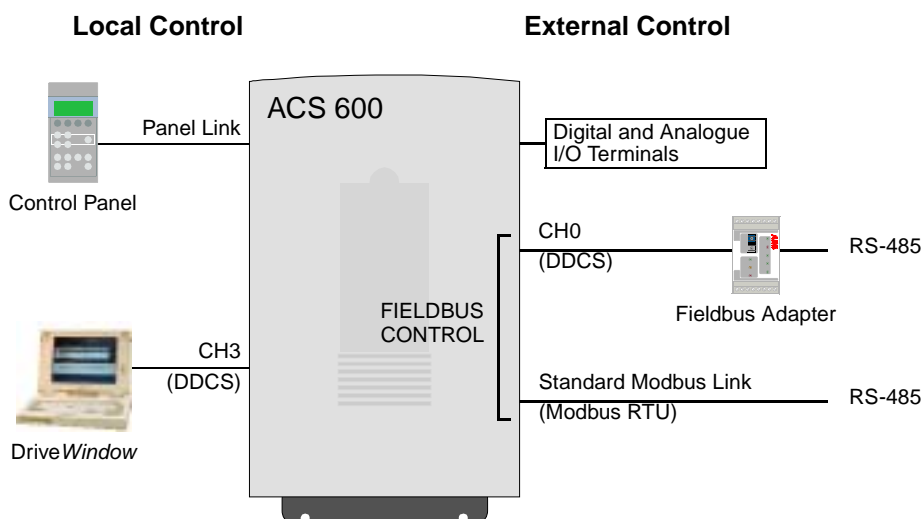 Local Control
External Control
ACS 600
Panel Link
Control Panel
Digital and Analogue
I/O Terminals
CH0
(DDCS)
RS-485
Fieldbus Adapter
FIELDBUS
CONTROL
CH3
(DDCS)
DriveWindow
Standard Modbus Link
(Modbus RTU)
RS-485
ABB